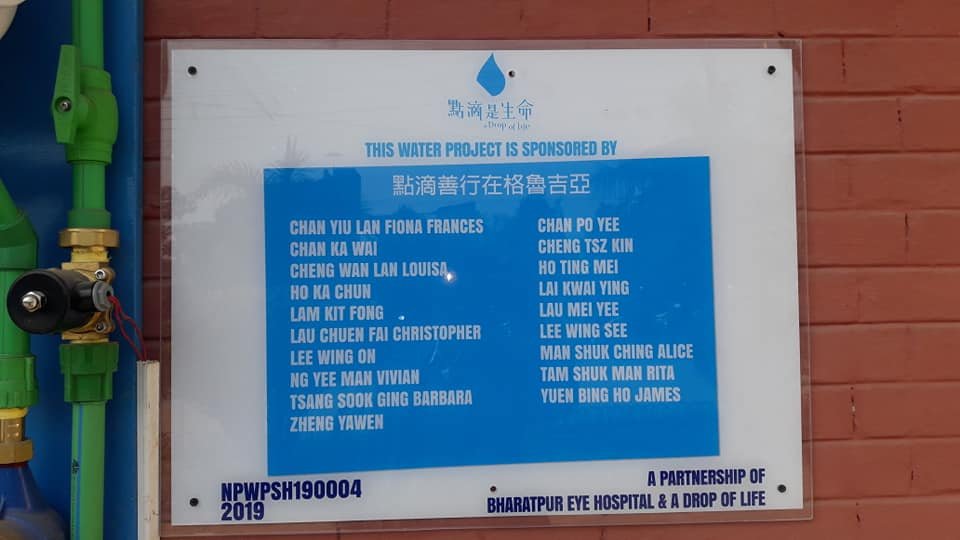 點滴是生命
a Drop of Life
THIS WATER PROJECT IS SPONSORED BY
點滴善行在格魯吉亞
CHAN YIU LAN FIONA FRANCES
CHAN KA WAI
CHENG WAN LAN LOUISA
HO KA CHUN
LAM KIT FONG
LAU CHUEN FAI CHRISTOPHER
LEE WING ON
NG YEE MAN VIVIAN
TSANG SOOK GING BARBARA
ZHENG YAWEN
CHAN PO YEE
CHENG TSZ KIN
HO TING MEI
LAI KWAI YING
LAU MEI YEE
LEE WING SEE
MAN SHUK CHING ALICE
TAM SHUK MAN RITA
YUEN BING HO JAMES
NPWPSH190004
2019
A PARTNERSHIP OF
BHARATPUR EYE HOSPITAL & A DROP OF LIFE